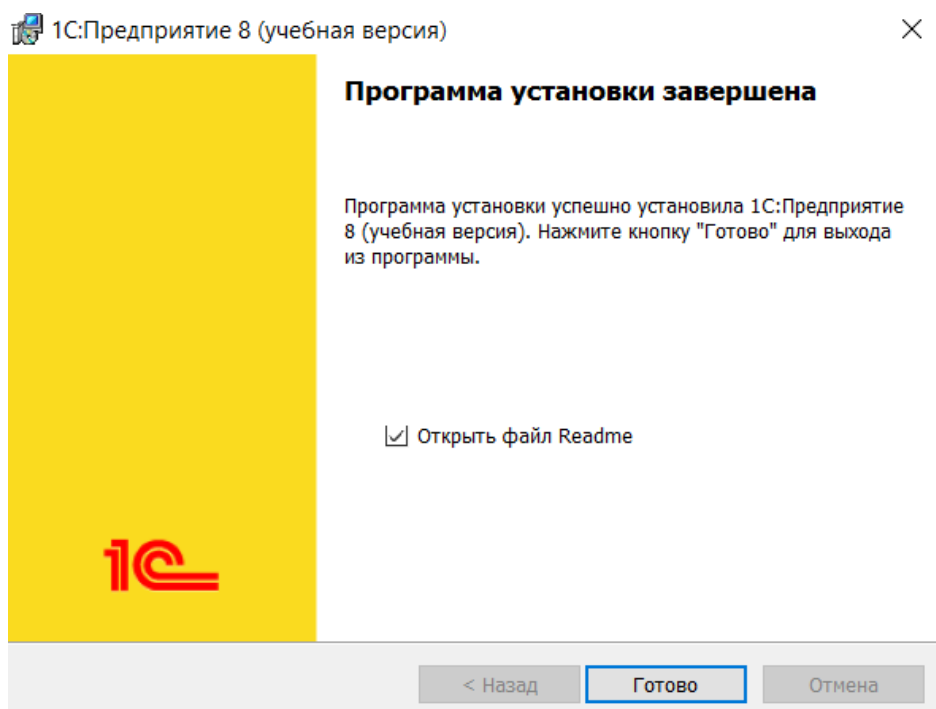 1С:Предприятие 8 (учебная версия)
Программа установки завершена
Программа установки успешно установила 1С:Предприятие
8 (учебная версия). Нажмите кнопку "Готово" для выхода
из программы.
Открыть файл Readme
1С
< Назад
Готово
Отмена